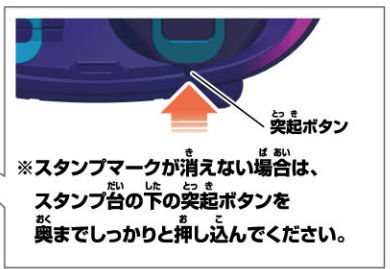 突起ボタン
※スタンプマークが消えない場合は、
スタンプ台の下の突起ボタンを
奥までしっかりと押し込んでください。